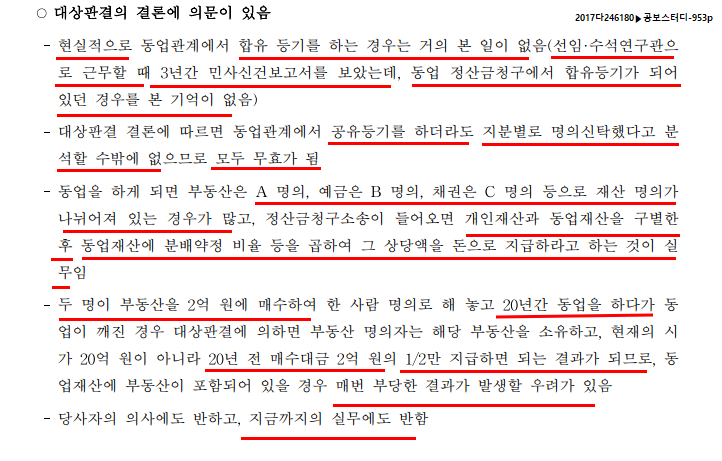 ○ 대상판결의 결론에 의문이 있음
2017다246180▶공보스터디-953p
- 현실적으로 동업관계에서 합유 등기를 하는 경우는 거의 본 일이 없음(선임·수석연구관으
로 근무할 때 3년간 민사신건보고서를 보았는데, 동업 정산금청구에서 합유등기가 되어
있던 경우를 본 기억이 없음)
- 대상판결 결론에 따르면 동업관계에서 공유등기를 하더라도 지분별로 명의신탁했다고 분
석할 수밖에 없으므로 모두 무효가 됨
- 동업을 하게 되면 부동산은 A 명의, 예금은 B 명의, 채권은 C 명의 등으로 재산 명의가
나뉘어져 있는 경우가 많고, 정산금청구소송이 들어오면 개인재산과 동업재산을 구별한
후 동업재산에 분배약정 비율 등을 곱하여 그 상당액을 돈으로 지급하라고 하는 것이 실
무임
- 두 명이 부동산을 2억 원에 매수하여 한 사람 명의로 해 놓고 20년간 동업을 하다가 동
업이 깨진 경우 대상판결에 의하면 부동산 명의자는 해당 부동산을 소유하고, 현재의 시
가 20억 원이 아니라 20년 전 매수대금 2억 원의 1/2만 지급하면 되는 결과가 되므로, 동
업재산에 부동산이 포함되어 있을 경우 매번 부당한 결과가 발생할 우려가 있음
- 당사자의 의사에도 반하고, 지금까지의 실무에도 반함